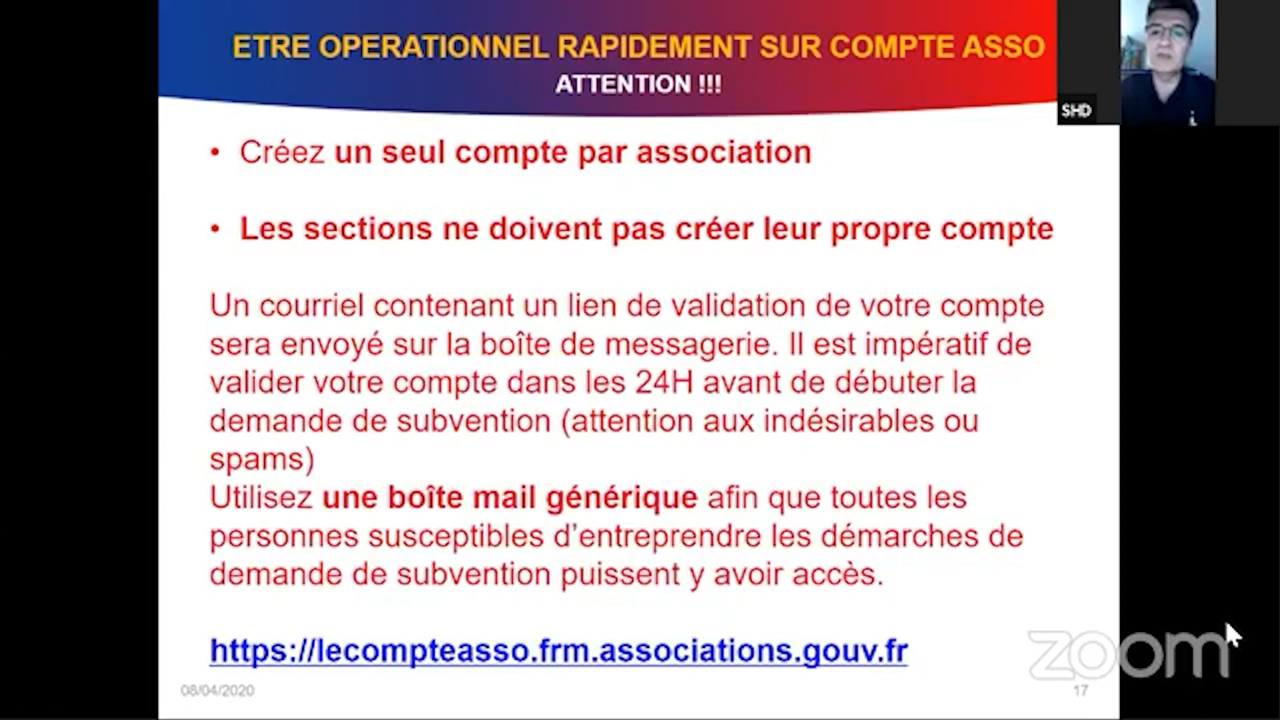 ETRE OPERATIONNEL RAPIDEMENT SUR COMPTE ASSO
ATTENTION !!!
SHD
• Créez un seul compte par association
• Les sections ne doivent pas créer leur propre compte
Un courriel contenant un lien de validation de votre compte
sera envoyé sur la boîte de messagerie. Il est impératif de
valider votre compte dans les 24H avant de débuter la
demande de subvention (attention aux indésirables ou
spams)
Utilisez une boîte mail générique afin que toutes les
personnes susceptibles d’entreprendre les démarches de
demande de subvention puissent y avoir accès.
https://lecompteasso.frm.associations.gouv.fr
zoom
08/04/2020
17